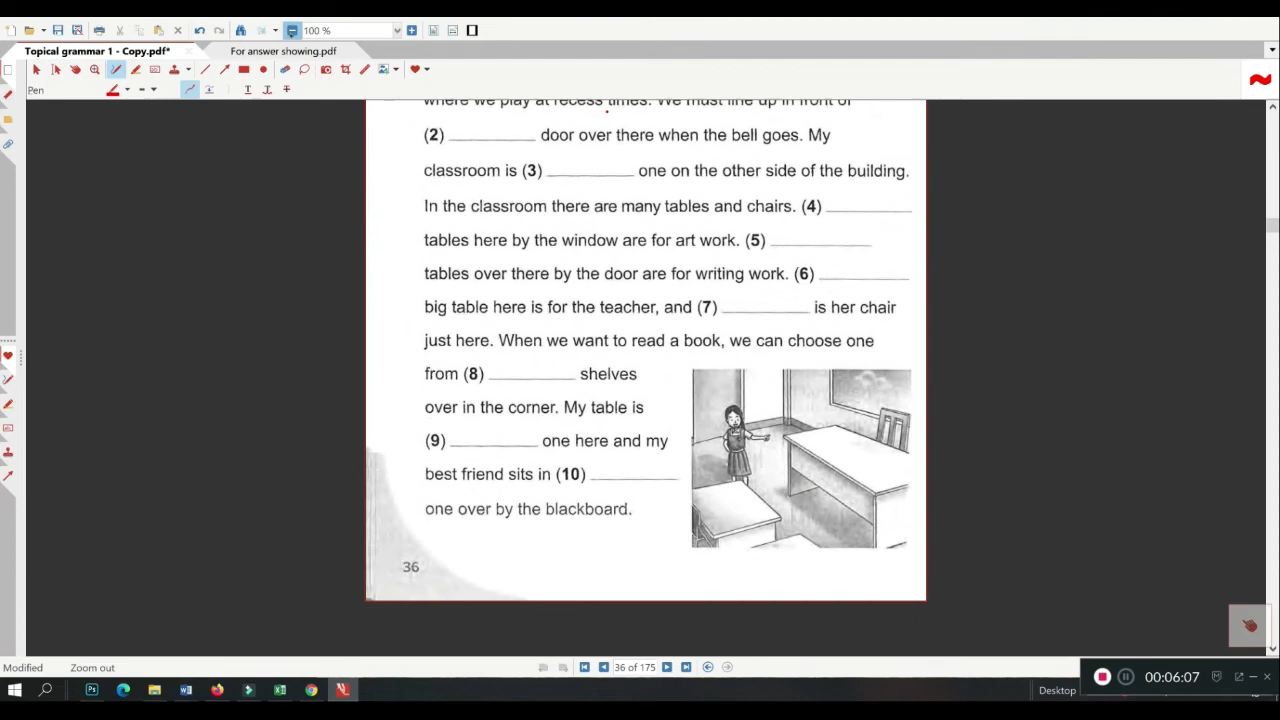 100 %
Topical grammar 1 - Copy.pdf*
For answer showing.pdf
Pen
where we play at recess times. We must line up in front of
(2) __________ door over there when the bell goes. My
classroom is (3) __________ one on the other side of the building.
In the classroom there are many tables and chairs. (4) __________
tables here by the window are for art work. (5) __________
tables over there by the door are for writing work. (6) __________
big table here is for the teacher, and (7) __________ is her chair
just here. When we want to read a book, we can choose one
from (8) __________ shelves
over in the corner. My table is
(9) __________ one here and my
best friend sits in (10) __________
one over by the blackboard.
36
Modified
Zoom out
36 of 175
Desktop
00:06:07